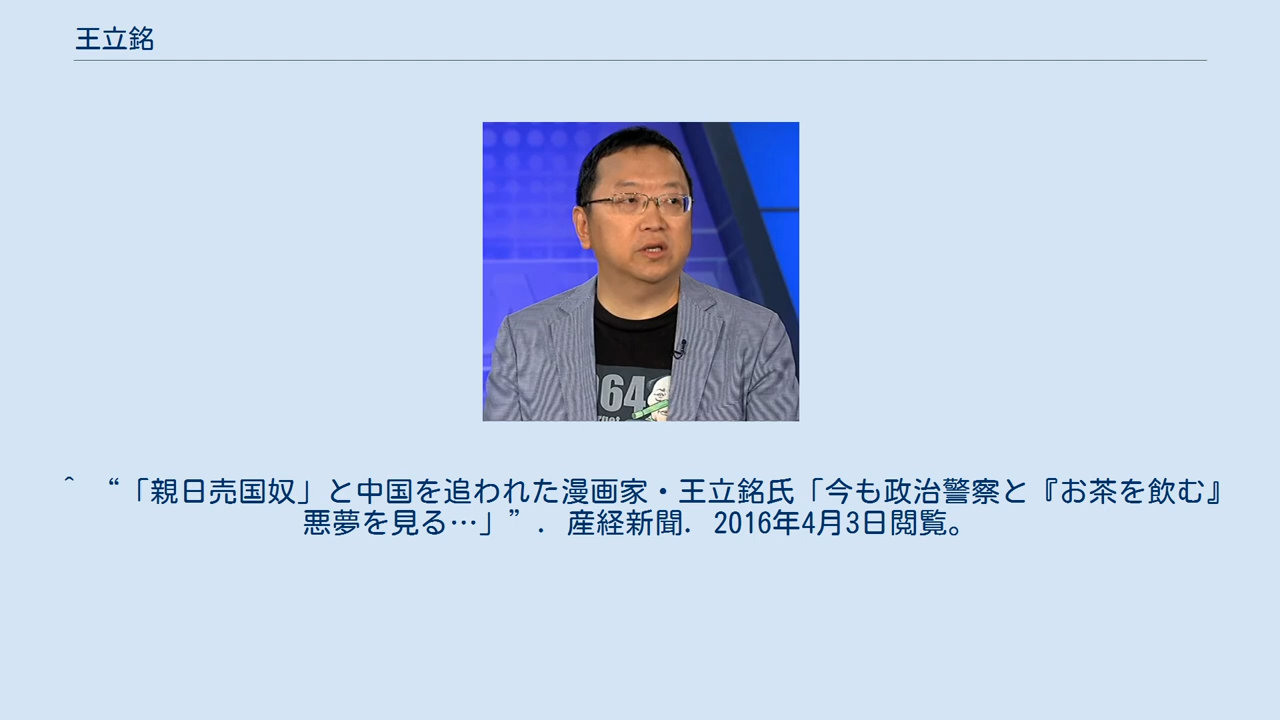 王立銘
64
^ “「親日売国奴」と中国を追われた漫画家・王立銘氏「今も政治警察と『お茶を飲む』
悪夢を見る…」”. 産経新聞. 2016年4月3日閲覧。